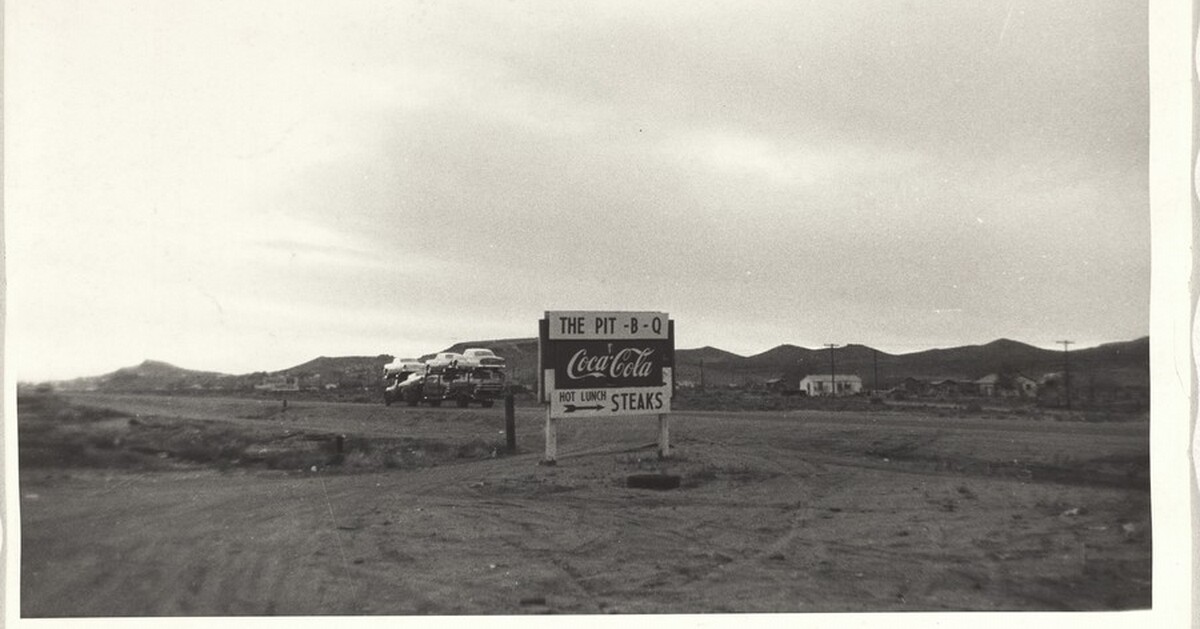 THE PIT-B-Q
Coca-Cola
HOT LUNCH
STEAKS